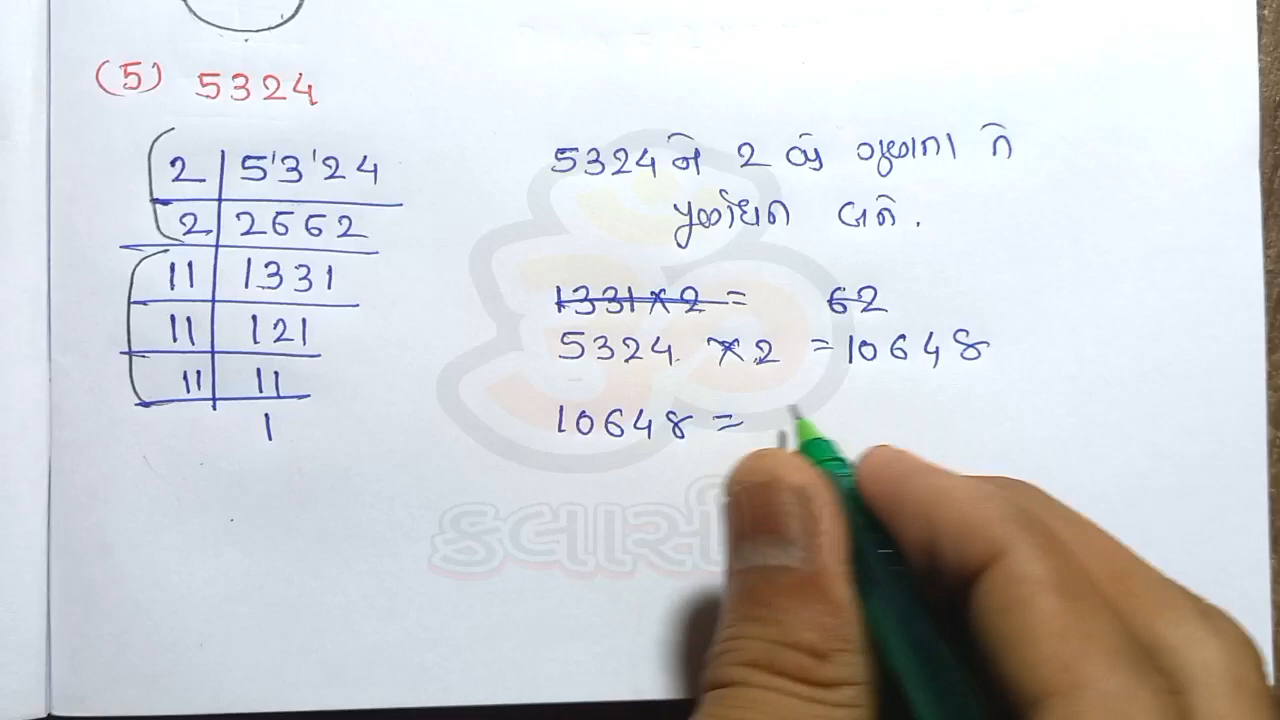 (5) 5324
2 | 5'3'24
2 | 2662
11 | 1331
11 | 121
11 | 11
1
5324ને 2 વડે ગુણાતા તે
પૂર્ણઘન બને.
1331×2 = 62
5324 × 2 = 10648
10648 =
ૐ
કલાસી